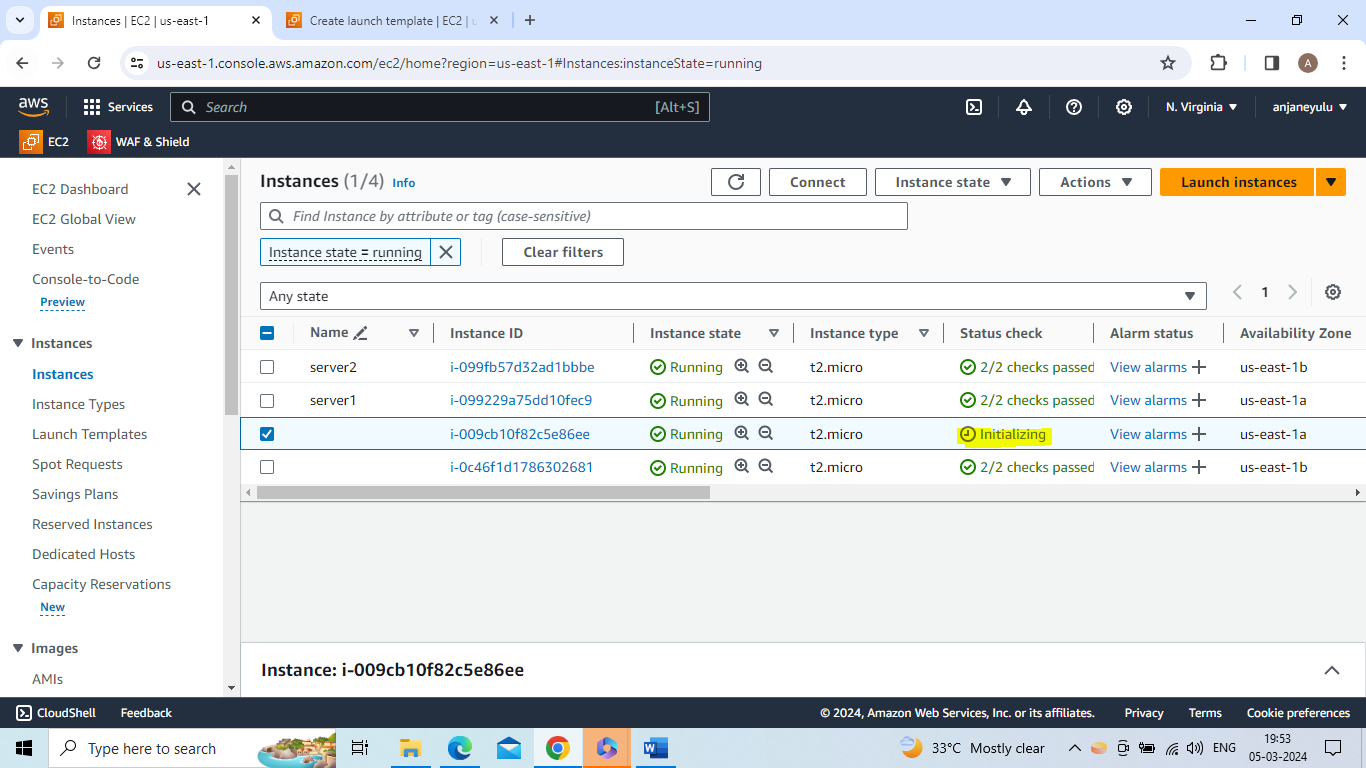 Instances | EC2 | us-east-1
Create launch template | EC2 | u
us-east-1.console.aws.amazon.com/ec2/home?region=us-east-1#Instances:instanceState=running
A
aws
Services
Search
[Alt+S]
N. Virginia
anjaneyulu
EC2
WAF & Shield
EC2 Dashboard
EC2 Global View
Events
Console-to-Code
Preview
Instances
Instances
Instance Types
Launch Templates
Spot Requests
Savings Plans
Reserved Instances
Dedicated Hosts
Capacity Reservations
New
Images
AMIs
Instances (1/4) Info
Connect
Instance state
Actions
Launch instances
Find Instance by attribute or tag (case-sensitive)
Instance state = running
Clear filters
Any state
1
Name Instance ID Instance state Instance type Status check Alarm status Availability Zone
server2 i-099fb57d32ad1bbbe Running t2.micro 2/2 checks passed View alarms us-east-1b
server1 i-099229a75dd10fec9 Running t2.micro 2/2 checks passed View alarms us-east-1a
i-009cb10f82c5e86ee Running t2.micro Initializing View alarms us-east-1a
i-0c46f1d1786302681 Running t2.micro 2/2 checks passed View alarms us-east-1b
Instance: i-009cb10f82c5e86ee
CloudShell
Feedback
© 2024, Amazon Web Services, Inc. or its affiliates.
Privacy
Terms
Cookie preferences
Type here to search
33°C Mostly clear
ENG
19:53
05-03-2024